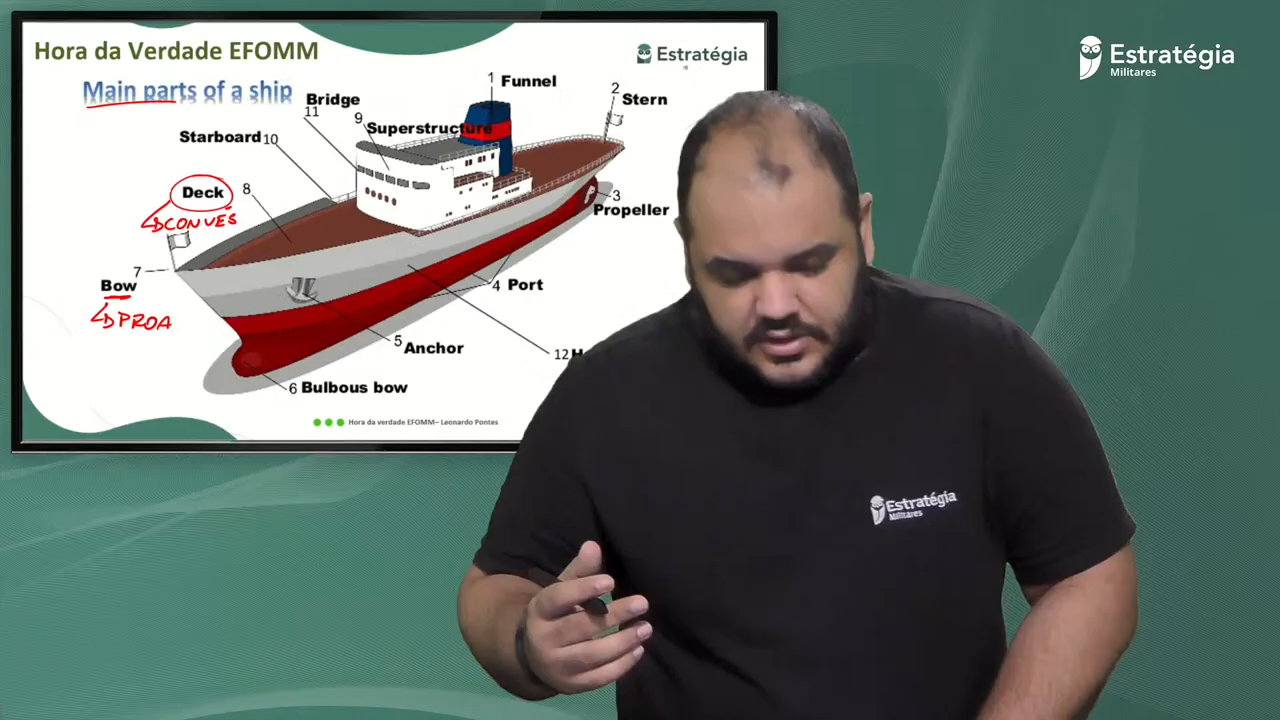 Hora da Verdade EFOMM
Estratégia
Estratégia
Militares
Main parts of a ship
1 Funnel
2 Stern
Bridge
11
9
Superstructure
Starboard 10
Deck 8
CONVÉS
3
Propeller
7
Bow
PROA
4 Port
5 Anchor
12
6 Bulbous bow
Hora da verdade EFOMM– Leonardo Pontes
Estratégia
Militares